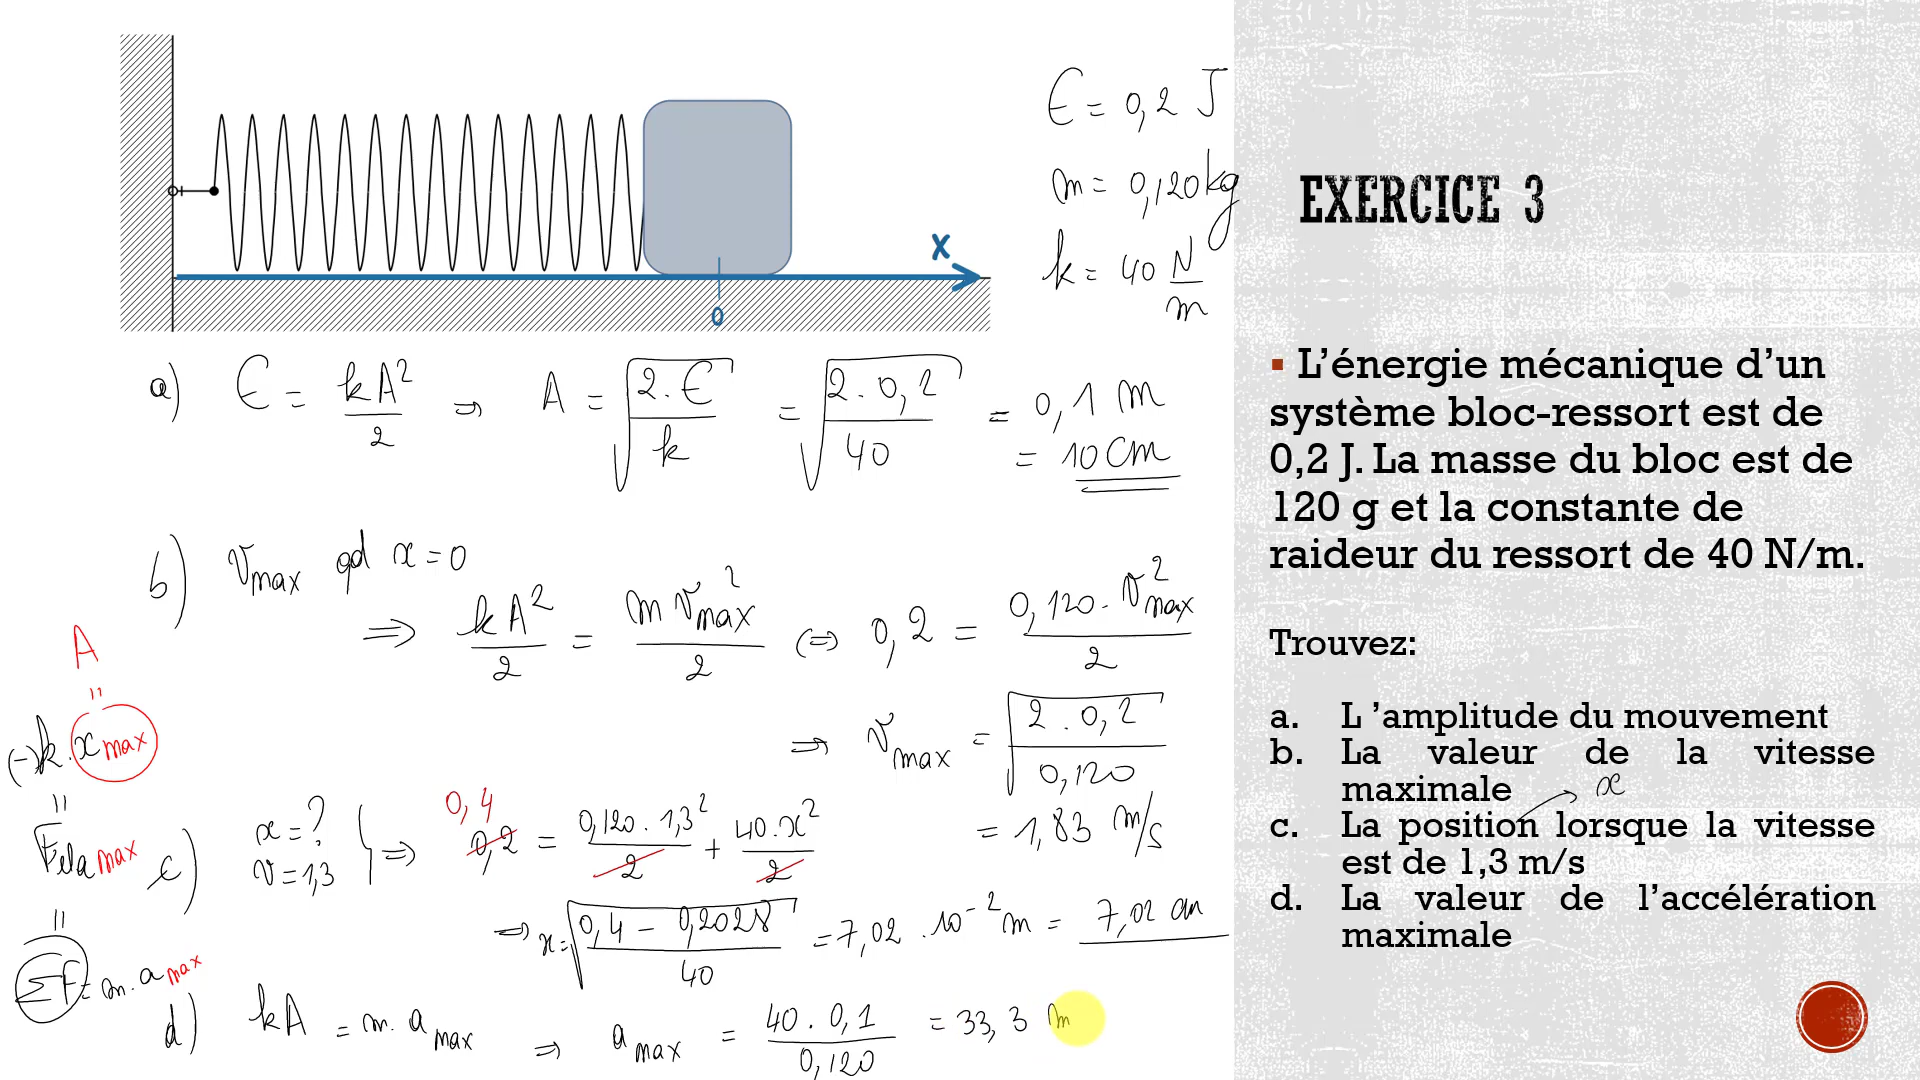 X
0
E = 0,2 J
m = 0,120 kg
k = 40 N/m
a) E = kA²/2 ⇒ A = √(2.E/k) = √(2.0,2/40) = 0,1 m
= 10 cm
b) vmax qd x = 0
⇒ kA²/2 = m vmax²/2 (⇔) 0,2 = 0,120.vmax²/2
⇒ vmax = √(2.0,2/0,120)
= 1,83 m/s
A
"
(-)k.xmax
"
Féla max
"
ΣF = m.a max
c) x = ?
v = 1,3
0,4
⇒ 0,2 = 0,120.1,3²/2 + 40.x²/2
⇒ x = √((0,4 - 0,2028)/40) = 7,02.10⁻² m = 7,02 cm
d) kA = m.a max ⇒ a max = 40.0,1/0,120 = 33,3 m
EXERCICE 3
▪ L’énergie mécanique d’un
système bloc-ressort est de
0,2 J. La masse du bloc est de
120 g et la constante de
raideur du ressort de 40 N/m.
Trouvez:
a. L ’amplitude du mouvement
b. La valeur de la vitesse
maximale
x
c. La position lorsque la vitesse
est de 1,3 m/s
d. La valeur de l’accélération
maximale